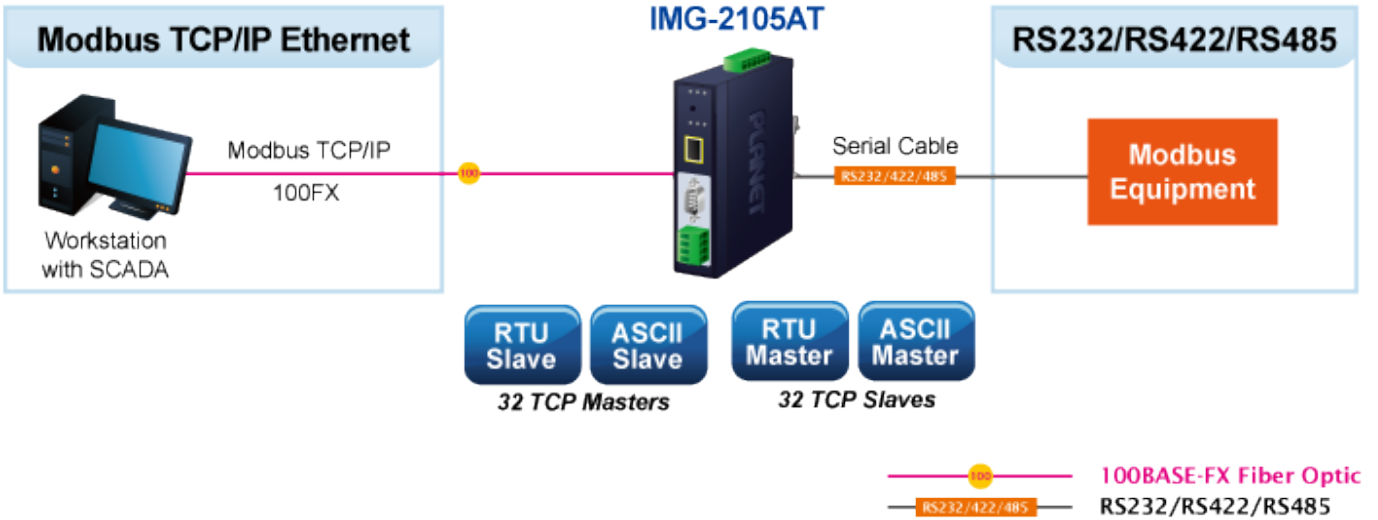 IMG-2105AT
Modbus TCP/IP Ethernet
RS232/RS422/RS485
Modbus TCP/IP
100FX
100
PLANET
Serial Cable
RS232/422/485
Modbus
Equipment
Workstation
with SCADA
RTU
Slave
ASCII
Slave
RTU
Master
ASCII
Master
32 TCP Masters
32 TCP Slaves
100
100BASE-FX Fiber Optic
RS232/422/485
RS232/RS422/RS485